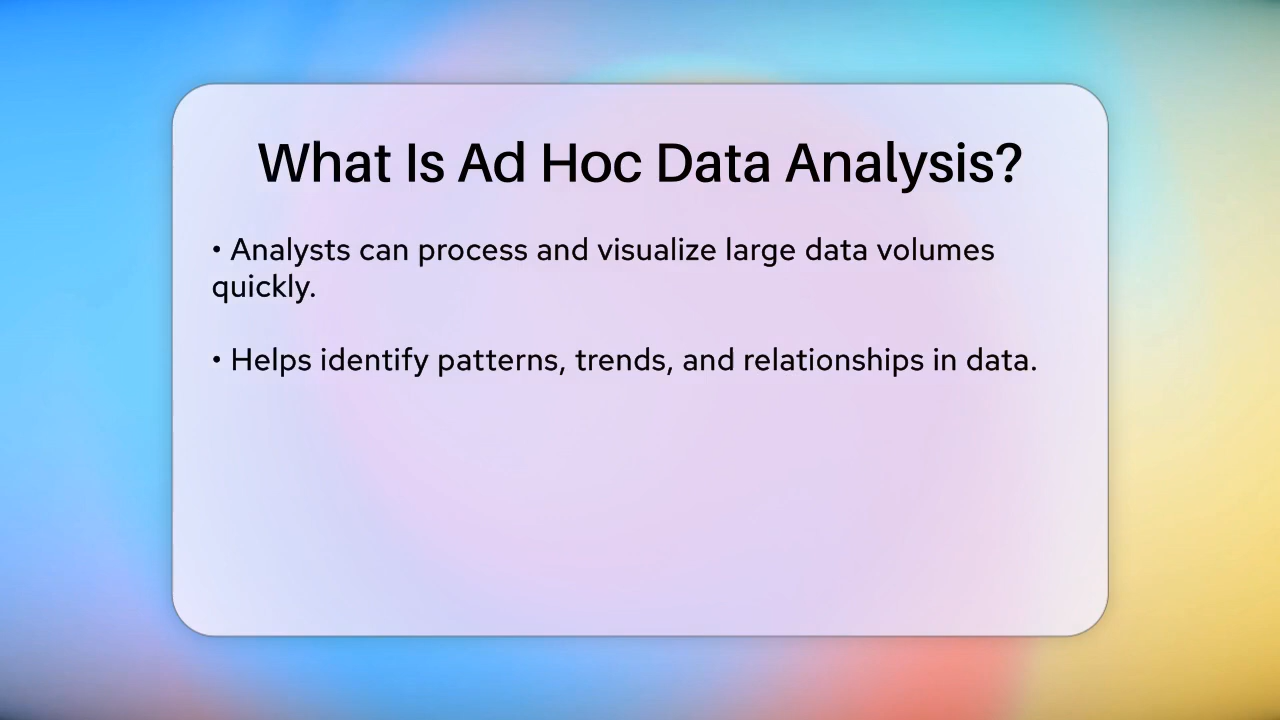 What Is Ad Hoc Data Analysis?
• Analysts can process and visualize large data volumes
quickly.
• Helps identify patterns, trends, and relationships in data.